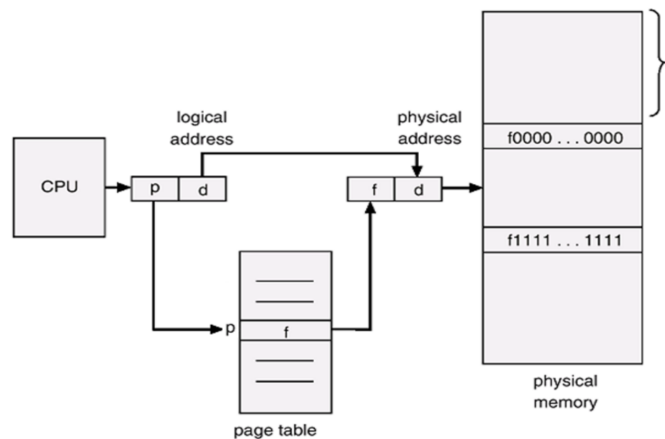 logical
address
physical
address
f0000 . . . 0000
CPU
p
d
f
d
f1111 . . . 1111
p
f
physical
memory
page table